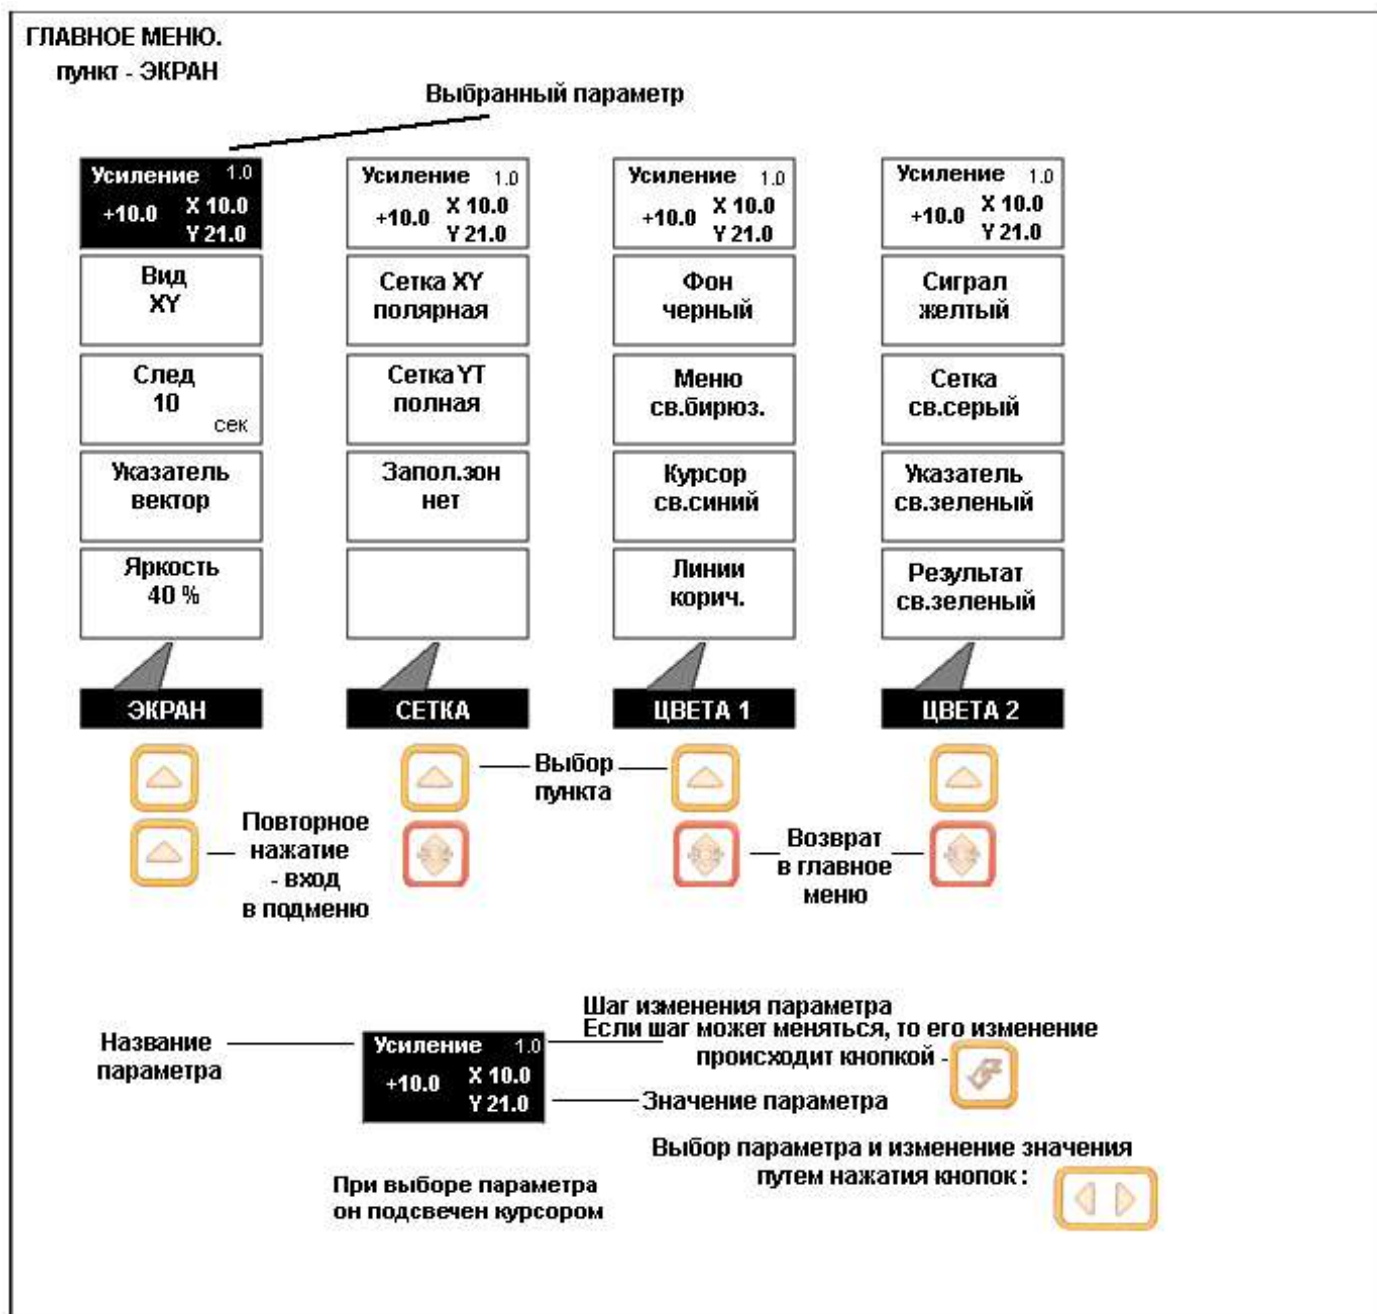 ГЛАВНОЕ МЕНЮ.
пункт - ЭКРАН
Выбранный параметр
Усиление 1.0
+10.0 X 10.0
Y 21.0
Вид
XY
След
10
сек
Указатель
вектор
Яркость
40 %
ЭКРАН
Усиление 1.0
+10.0 X 10.0
Y 21.0
Сетка XY
полярная
Сетка YT
полная
Запол.зон
нет
СЕТКА
Усиление 1.0
+10.0 X 10.0
Y 21.0
Фон
черный
Меню
св.бирюз.
Курсор
св.синий
Линии
корич.
ЦВЕТА 1
Усиление 1.0
+10.0 X 10.0
Y 21.0
Сиграл
желтый
Сетка
св.серый
Указатель
св.зеленый
Результат
св.зеленый
ЦВЕТА 2
Выбор
пункта
Повторное
нажатие
- вход
в подменю
Возврат
в главное
меню
Шаг изменения параметра
Если шаг может меняться, то его изменение
происходит кнопкой -
Название
параметра
Усиление 1.0
+10.0 X 10.0
Y 21.0
Значение параметра
Выбор параметра и изменение значения
путем нажатия кнопок :
При выборе параметра
он подсвечен курсором